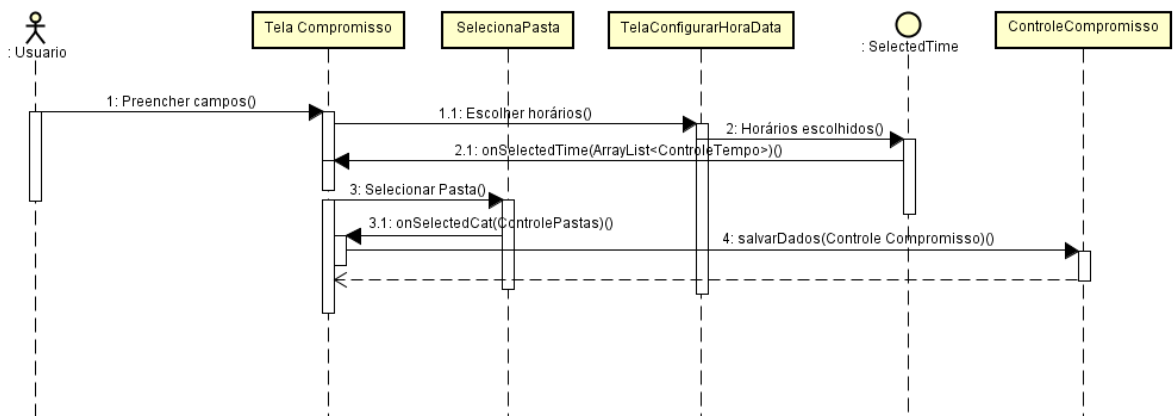 : Usuario
Tela Compromisso
SelecionaPasta
TelaConfigurarHoraData
: SelectedTime
ControleCompromisso
1: Preencher campos()
1.1: Escolher horários()
2: Horários escolhidos()
2.1: onSelectedTime(ArrayList<ControleTempo>)()
3: Selecionar Pasta()
3.1: onSelectedCat(ControlePastas)()
4: salvarDados(Controle Compromisso)()